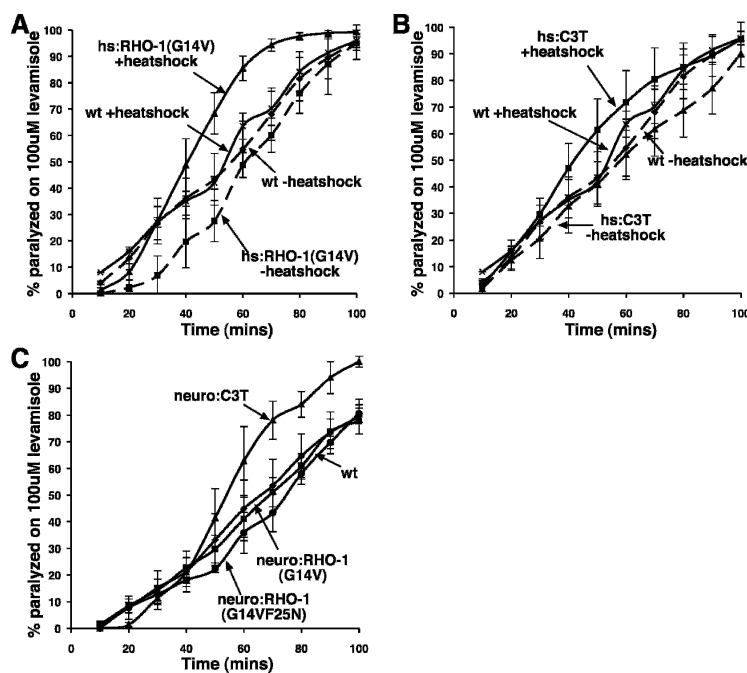 A
% paralyzed on 100uM levamisole
100
90
80
70
60
50
40
30
20
10
0
hs:RHO-1(G14V)
+heatshock
wt +heatshock
wt -heatshock
hs:RHO-1(G14V)
-heatshock
0 20 40 60 80 100
Time (mins)
B
% paralyzed on 100uM levamisole
100
90
80
70
60
50
40
30
20
10
0
hs:C3T
+heatshock
wt +heatshock
wt -heatshock
hs:C3T
-heatshock
0 20 40 60 80 100
Time (mins)
C
% paralyzed on 100uM levamisole
100
90
80
70
60
50
40
30
20
10
0
neuro:C3T
wt
neuro:RHO-1
(G14V)
neuro:RHO-1
(G14VF25N)
0 20 40 60 80 100
Time (mins)